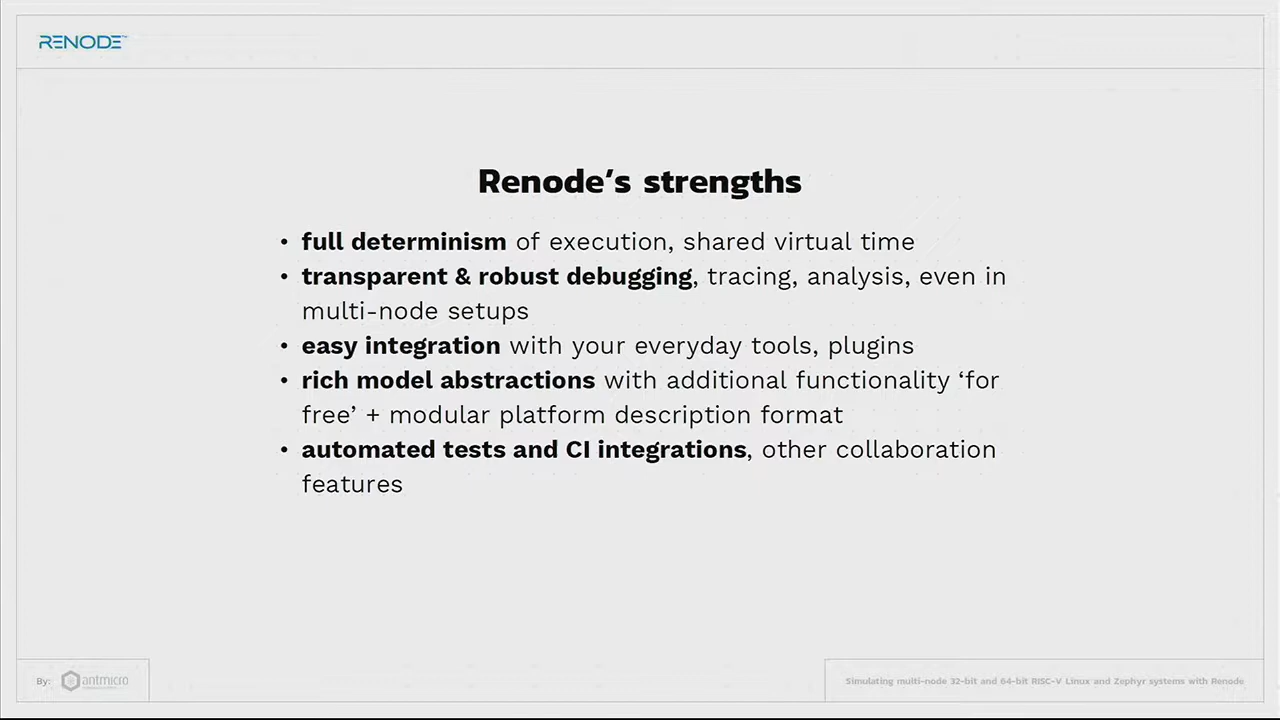 RENODE™
Renode’s strengths
• full determinism of execution, shared virtual time
• transparent & robust debugging, tracing, analysis, even in
multi-node setups
• easy integration with your everyday tools, plugins
• rich model abstractions with additional functionality ‘for
free’ + modular platform description format
• automated tests and CI integrations, other collaboration
features
By: antmicro
Simulating multi-node 32-bit and 64-bit RISC-V Linux and Zephyr systems with Renode